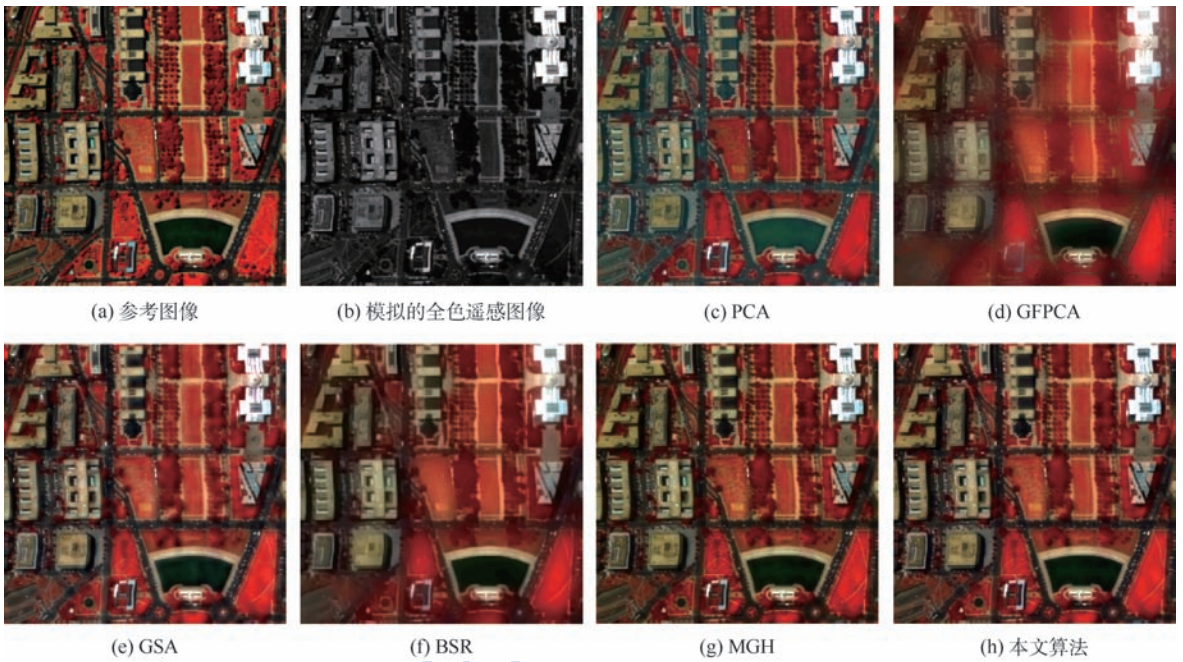 (a) 参考图像
(b) 模拟的全色遥感图像
(c) PCA
(d) GFPCA
(e) GSA
(f) BSR
(g) MGH
(h) 本文算法